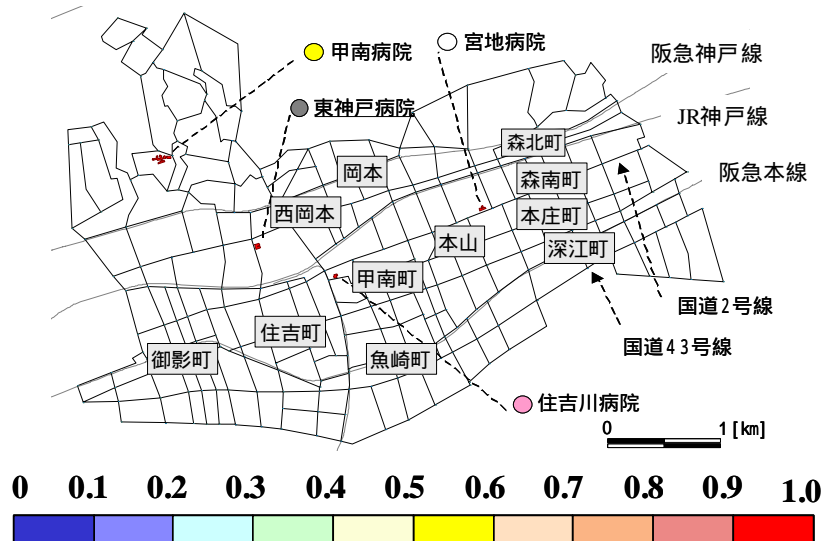 宮地病院
甲南病院
阪急神戸線
東神戸病院
JR神戸線
森北町
岡本
森南町
阪急本線
西岡本
本庄町
本山
深江町
甲南町
国道2号線
住吉町
国道43号線
御影町
魚崎町
住吉川病院
0 1 [km]
0 0.1 0.2 0.3 0.4 0.5 0.6 0.7 0.8 0.9 1.0